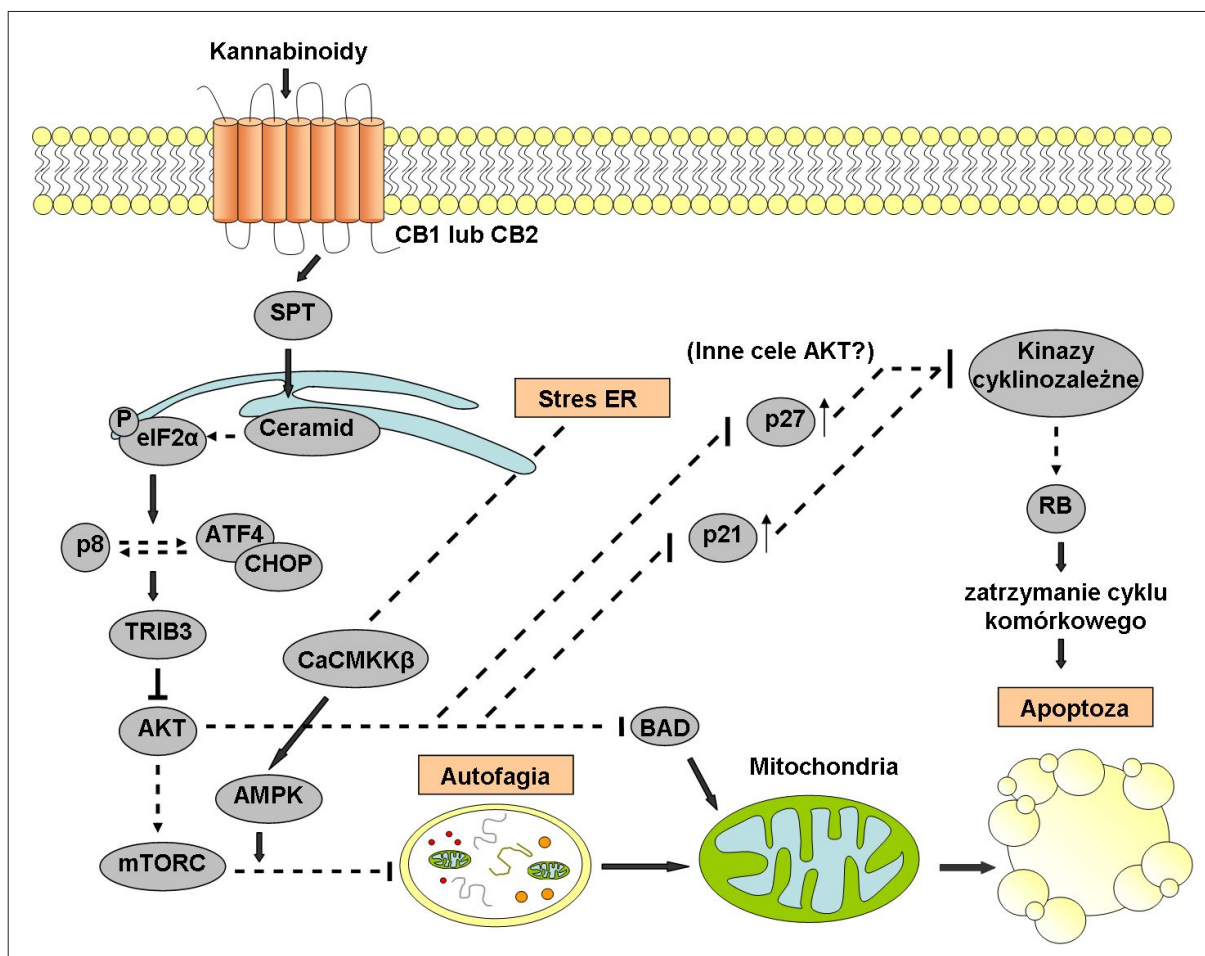 Kannabinoidy
CB1 lub CB2
SPT
(Inne cele AKT?)
Kinazy
cyklinozależne
Stres ER
P
eIF2α
Ceramid
p27
p21
RB
p8
ATF4
CHOP
zatrzymanie cyklu
komórkowego
TRIB3
CaCMKKβ
AKT
BAD
Apoptoza
Autofagia
Mitochondria
AMPK
mTORC